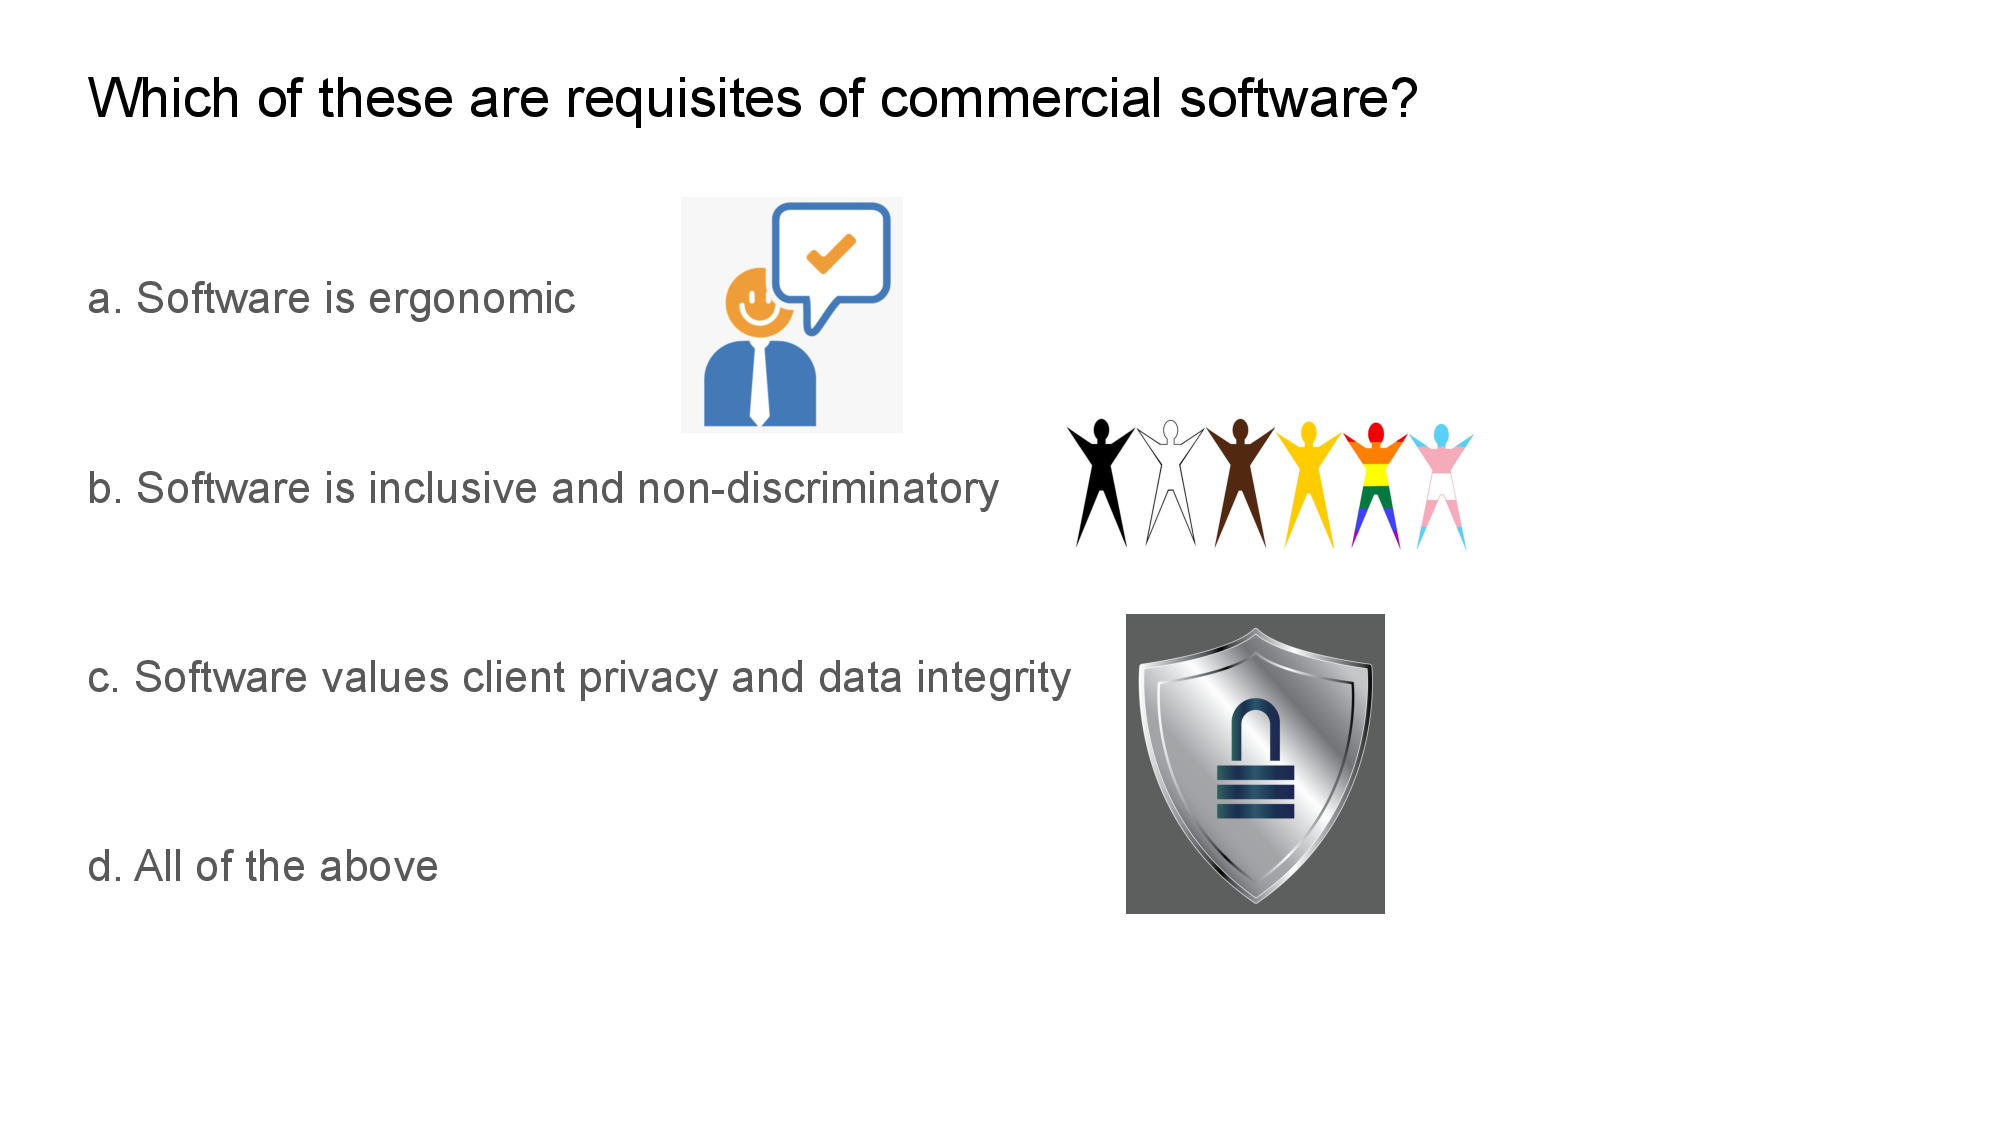 Which of these are requisites of commercial software?
a. Software is ergonomic
b. Software is inclusive and non-discriminatory
c. Software values client privacy and data integrity
d. All of the above